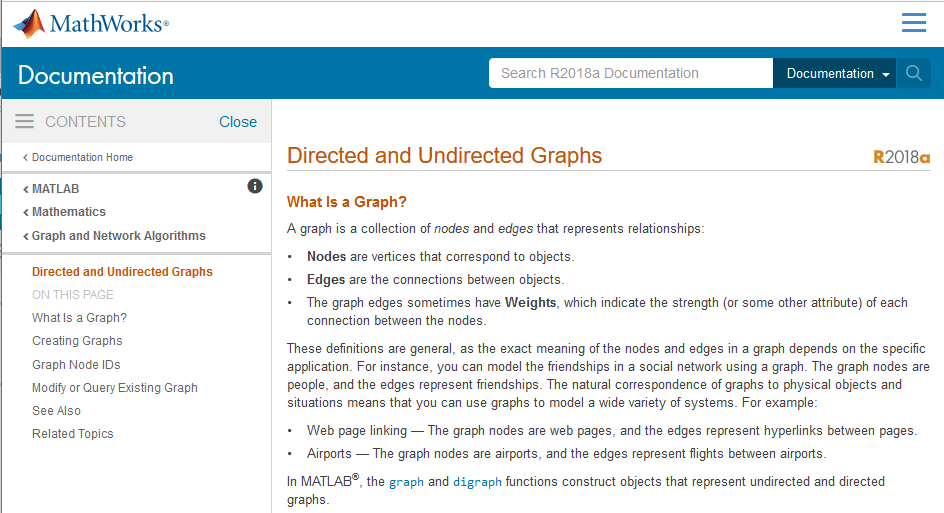 MathWorks®
Documentation
Search R2018a Documentation
Documentation
CONTENTS
Close
Documentation Home
MATLAB
Mathematics
Graph and Network Algorithms
Directed and Undirected Graphs
ON THIS PAGE
What Is a Graph?
Creating Graphs
Graph Node IDs
Modify or Query Existing Graph
See Also
Related Topics
Directed and Undirected Graphs
R2018a
What Is a Graph?
A graph is a collection of nodes and edges that represents relationships:
• Nodes are vertices that correspond to objects.
• Edges are the connections between objects.
• The graph edges sometimes have Weights, which indicate the strength (or some other attribute) of each
connection between the nodes.
These definitions are general, as the exact meaning of the nodes and edges in a graph depends on the specific
application. For instance, you can model the friendships in a social network using a graph. The graph nodes are
people, and the edges represent friendships. The natural correspondence of graphs to physical objects and
situations means that you can use graphs to model a wide variety of systems. For example:
• Web page linking — The graph nodes are web pages, and the edges represent hyperlinks between pages.
• Airports — The graph nodes are airports, and the edges represent flights between airports.
In MATLAB®, the graph and digraph functions construct objects that represent undirected and directed
graphs.